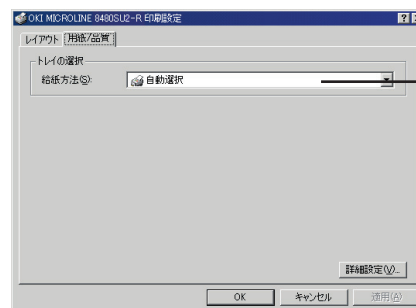 OKI MICROLINE 8480SU2-R 印刷設定
レイアウト 用紙/品質
トレイの選択
給紙方法(S): 自動選択
詳細設定(V)...
OK キャンセル 適用(A)